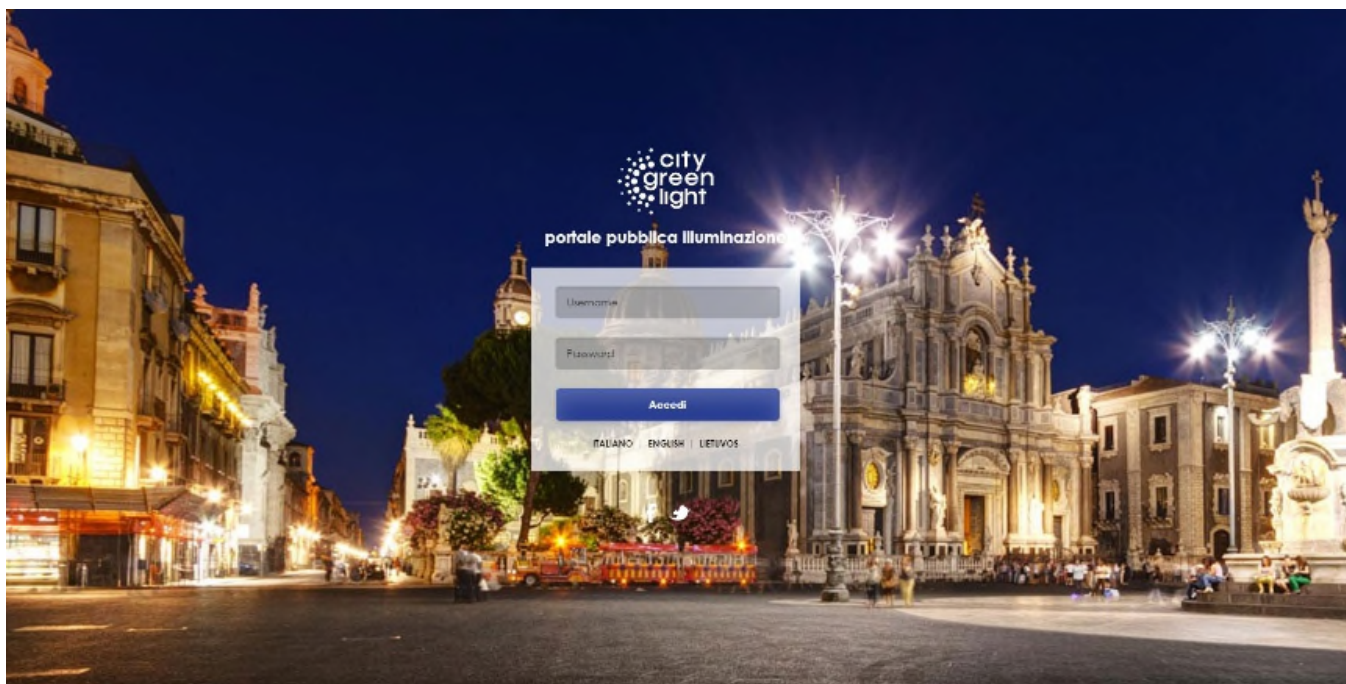 city
green
light
portale pubblica illuminazione
Username
Password
Accedi
ITALIANO | ENGLISH | LIETUVOS